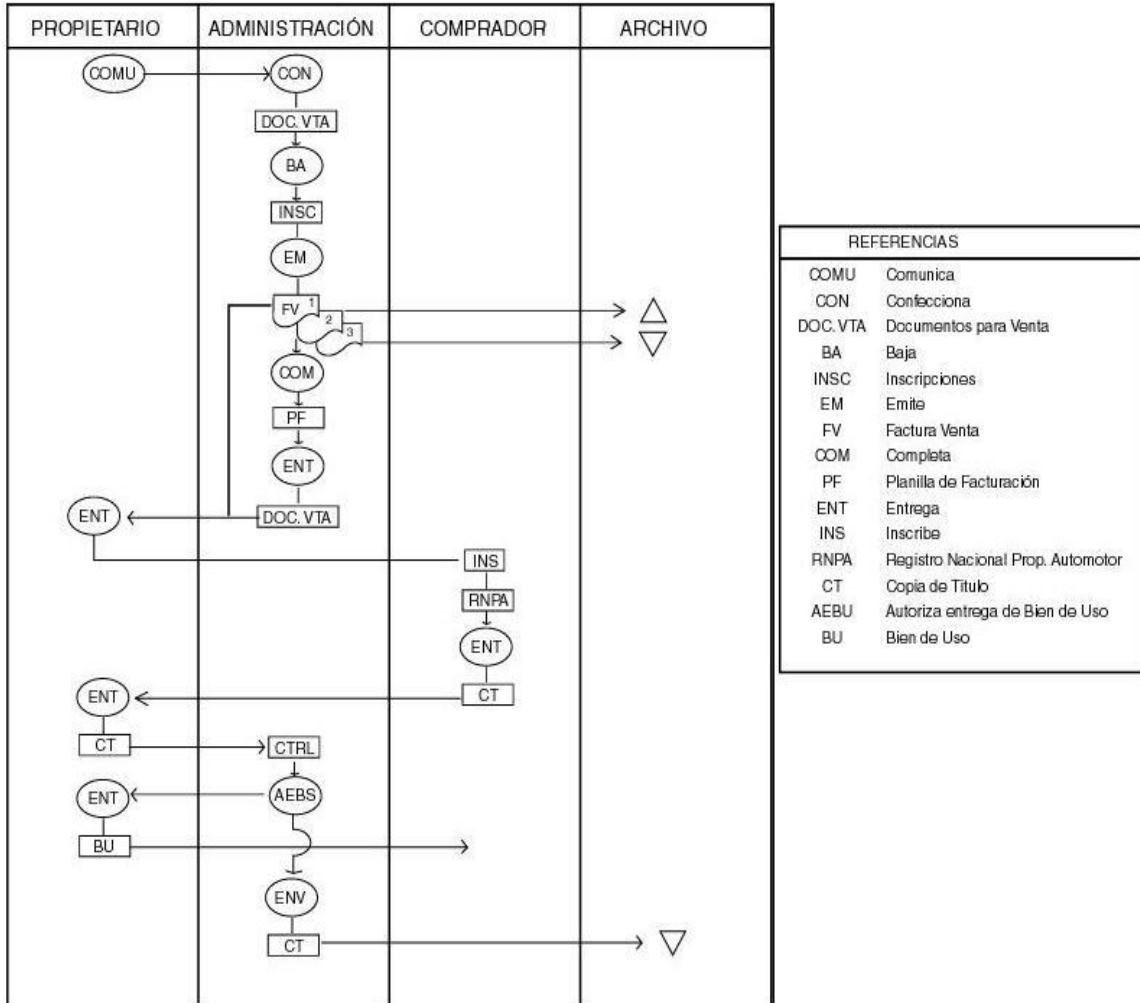 PROPIETARIO ADMINISTRACIÓN COMPRADOR ARCHIVO
COMU CON
DOC. VTA
BA
INSC
EM
FV 1
2
3
COM
PF
ENT
ENT DOC. VTA
INS
RNPA
ENT
ENT CT
CT CTRL
ENT AEBS
BU
ENV
CT
REFERENCIAS
COMU Comunica
CON Confecciona
DOC. VTA Documentos para Venta
BA Baja
INSC Inscripciones
EM Emite
FV Factura Venta
COM Completa
PF Planilla de Facturación
ENT Entrega
INS Inscribe
RNPA Registro Nacional Prop. Automotor
CT Copia de Titulo
AEBU Autoriza entrega de Bien de Uso
BU Bien de Uso